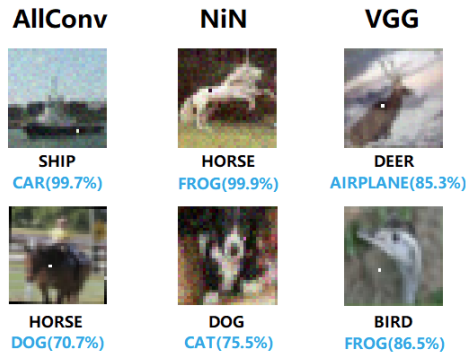 AllConv NiN VGG
SHIP HORSE DEER
CAR(99.7%) FROG(99.9%) AIRPLANE(85.3%)
HORSE DOG BIRD
DOG(70.7%) CAT(75.5%) FROG(86.5%)